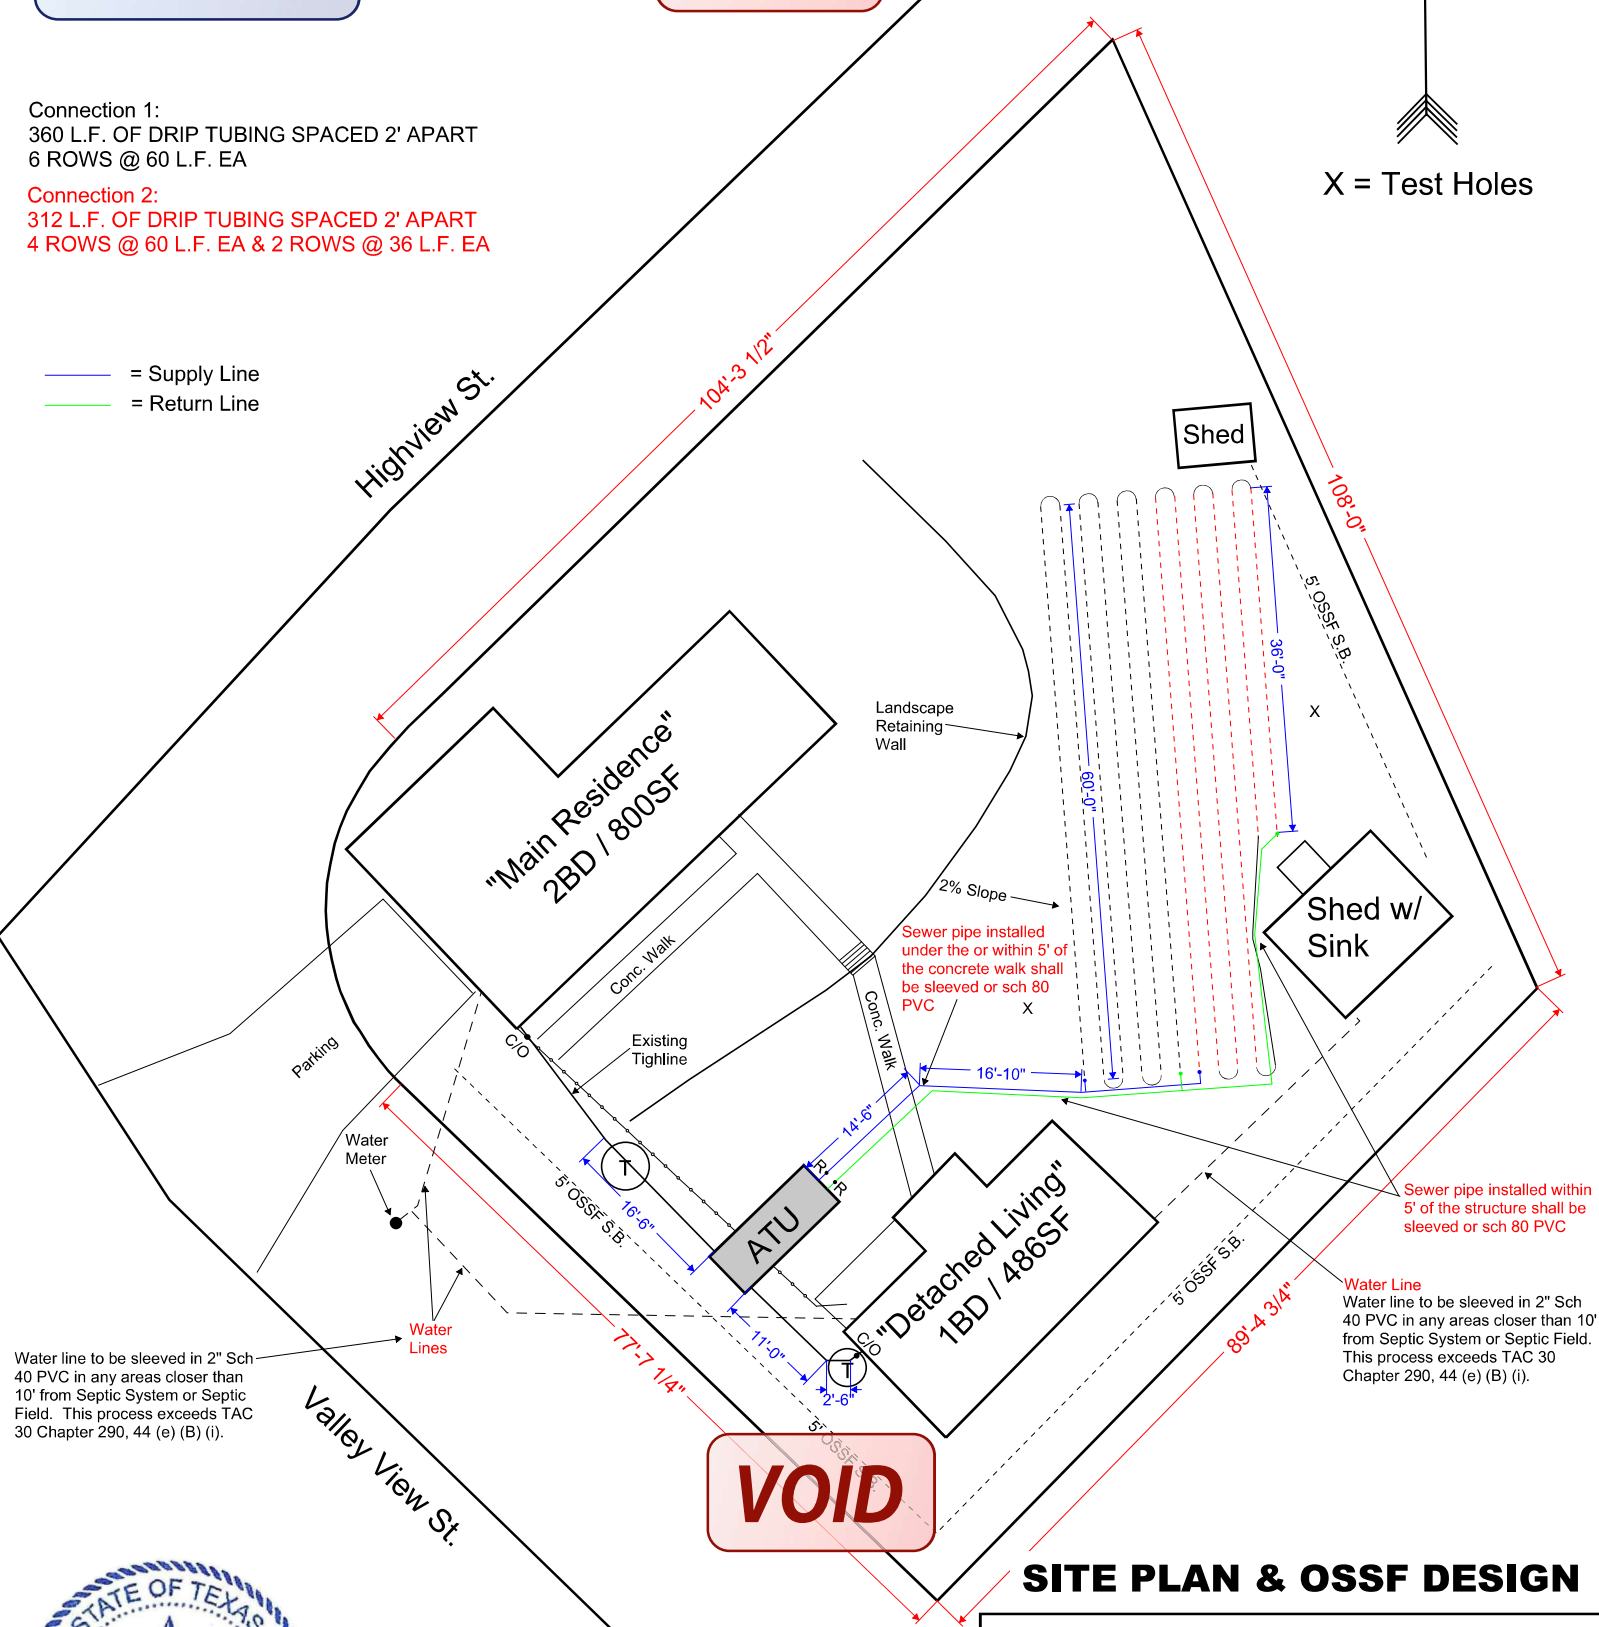 Connection 1:
360 L.F. OF DRIP TUBING SPACED 2' APART
6 ROWS @ 60 L.F. EA
Connection 2:
312 L.F. OF DRIP TUBING SPACED 2' APART
4 ROWS @ 60 L.F. EA & 2 ROWS @ 36 L.F. EA
= Supply Line
= Return Line
X = Test Holes
Highview St.
104'-3 1/2"
108'-0"
Shed
5' OSSF S.B.
36'-0"
60'-0"
X
Landscape
Retaining
Wall
"Main Residence"
2BD / 800SF
2% Slope
Shed w/
Sink
Sewer pipe installed
under the or within 5' of
the concrete walk shall
be sleeved or sch 80
PVC
X
Conc. Walk
Conc. Walk
C/O
Existing
Tighline
Parking
16'-10"
14'-6"
R
R
Water
Meter
T
16'-6"
5' OSSF S.B.
ATU
"Detached Living"
1BD / 486SF
Sewer pipe installed within
5' of the structure shall be
sleeved or sch 80 PVC
5' OSSF S.B.
Water Line
Water line to be sleeved in 2" Sch
40 PVC in any areas closer than 10'
from Septic System or Septic Field.
This process exceeds TAC 30
Chapter 290, 44 (e) (B) (i).
89'-4 3/4"
Water
Lines
Water line to be sleeved in 2" Sch
40 PVC in any areas closer than
10' from Septic System or Septic
Field.  This process exceeds TAC
30 Chapter 290, 44 (e) (B) (i).
77'-7 1/4"
11'-0"
C/O
T
2'-6"
5' OSSF S.B.
Valley View St.
VOID
SITE PLAN & OSSF DESIGN
STATE OF TEXAS